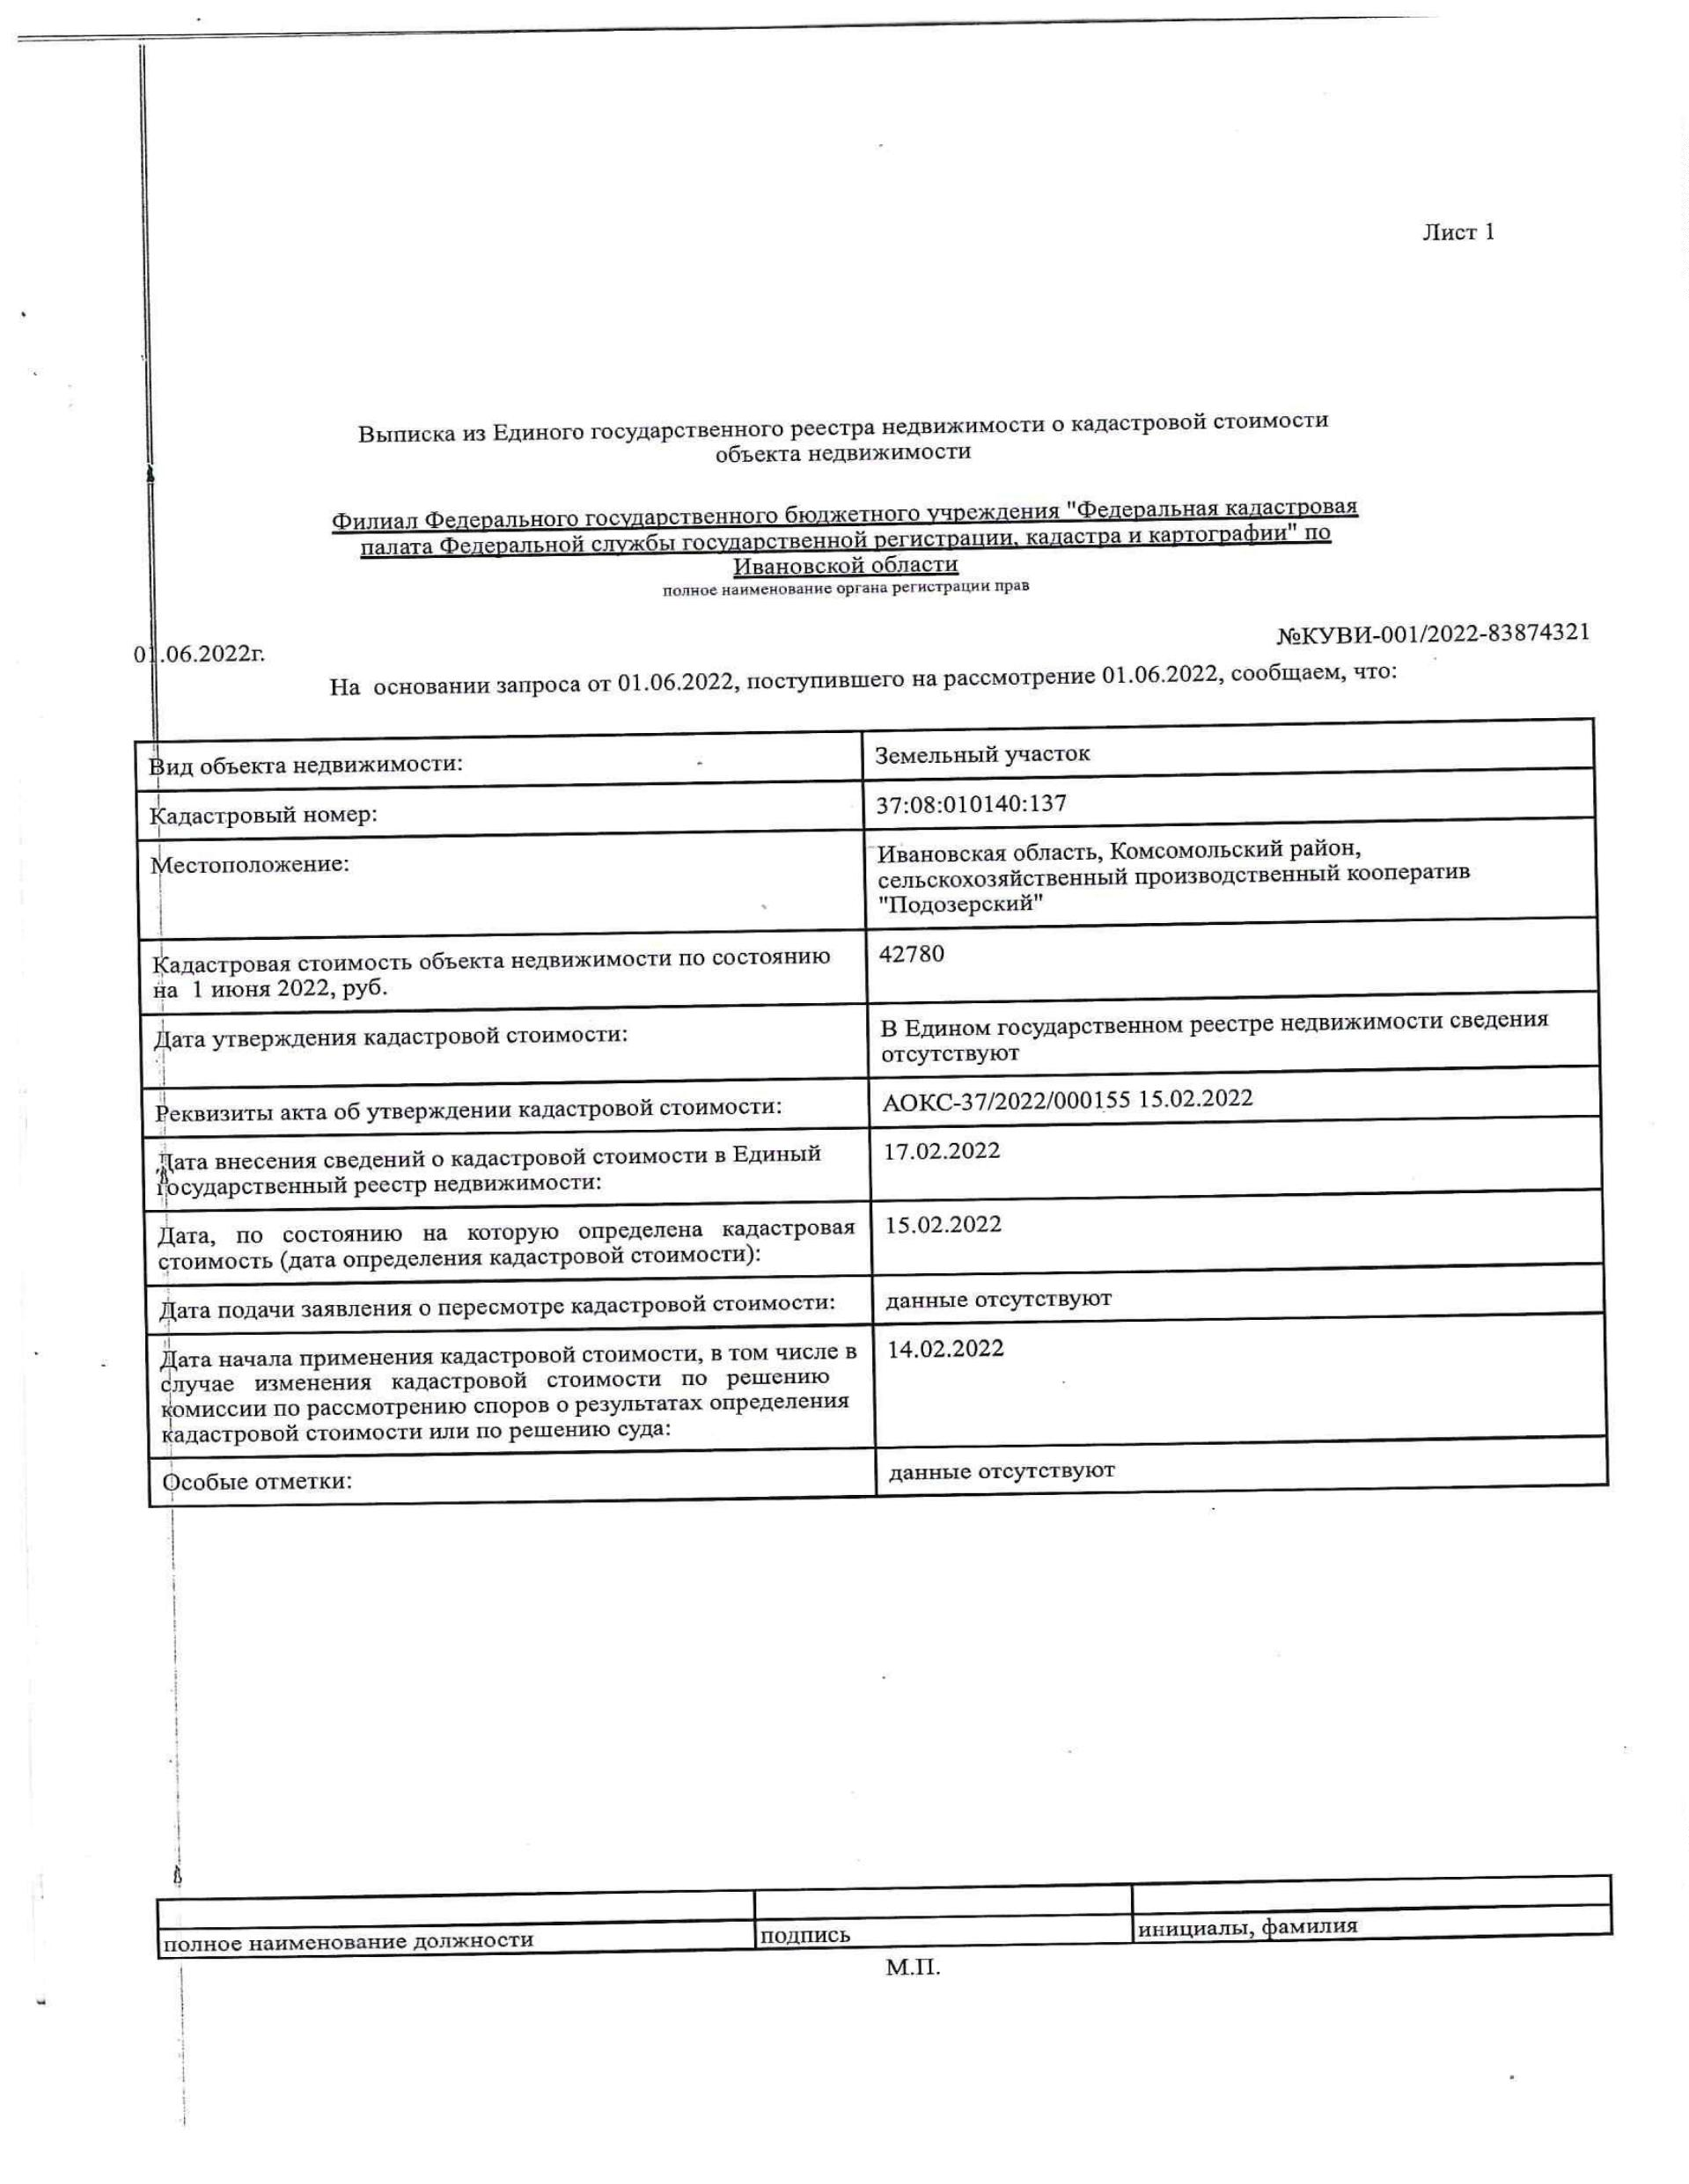 Лист 1
Выписка из Единого государственного реестра недвижимости о кадастровой стоимости
объекта недвижимости
Филиал Федерального государственного бюджетного учреждения "Федеральная кадастровая
палата Федеральной службы государственной регистрации, кадастра и картографии" по
Ивановской области
полное наименование органа регистрации прав
01.06.2022г.
№КУВИ-001/2022-83874321
На основании запроса от 01.06.2022, поступившего на рассмотрение 01.06.2022, сообщаем, что:
Вид объекта недвижимости:
Земельный участок
Кадастровый номер:
37:08:010140:137
Местоположение:
Ивановская область, Комсомольский район,
сельскохозяйственный производственный кооператив
"Подозерский"
Кадастровая стоимость объекта недвижимости по состоянию
на 1 июня 2022, руб.
42780
Дата утверждения кадастровой стоимости:
В Едином государственном реестре недвижимости сведения
отсутствуют
Реквизиты акта об утверждении кадастровой стоимости:
АОКС-37/2022/000155 15.02.2022
Дата внесения сведений о кадастровой стоимости в Единый
государственный реестр недвижимости:
17.02.2022
Дата, по состоянию на которую определена кадастровая
стоимость (дата определения кадастровой стоимости):
15.02.2022
Дата подачи заявления о пересмотре кадастровой стоимости:
данные отсутствуют
Дата начала применения кадастровой стоимости, в том числе в
случае изменения кадастровой стоимости по решению
комиссии по рассмотрению споров о результатах определения
кадастровой стоимости или по решению суда:
14.02.2022
Особые отметки:
данные отсутствуют
полное наименование должности
подпись
инициалы, фамилия
М.П.